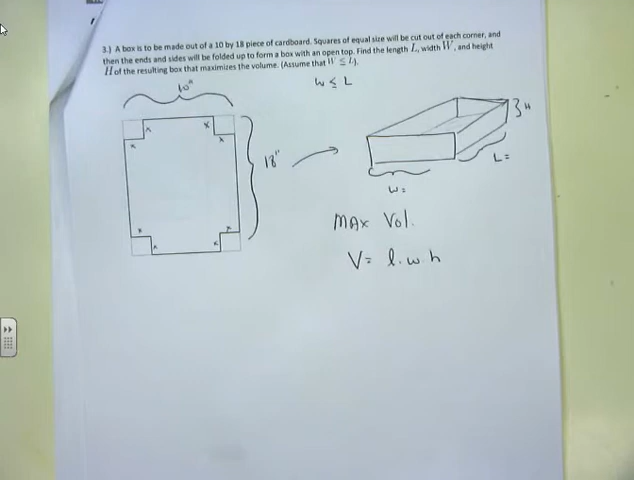 3.) A box is to be made out of a 10 by 18 piece of cardboard. Squares of equal size will be cut out of each corner, and
then the ends and sides will be folded up to form a box with an open top. Find the length L, width W, and height
H of the resulting box that maximizes the volume. (Assume that W ≤ L).
10"
W ≤ L
x x
x x
18"
H
L =
W =
x x
x x
MAX Vol.
V = l·w·h